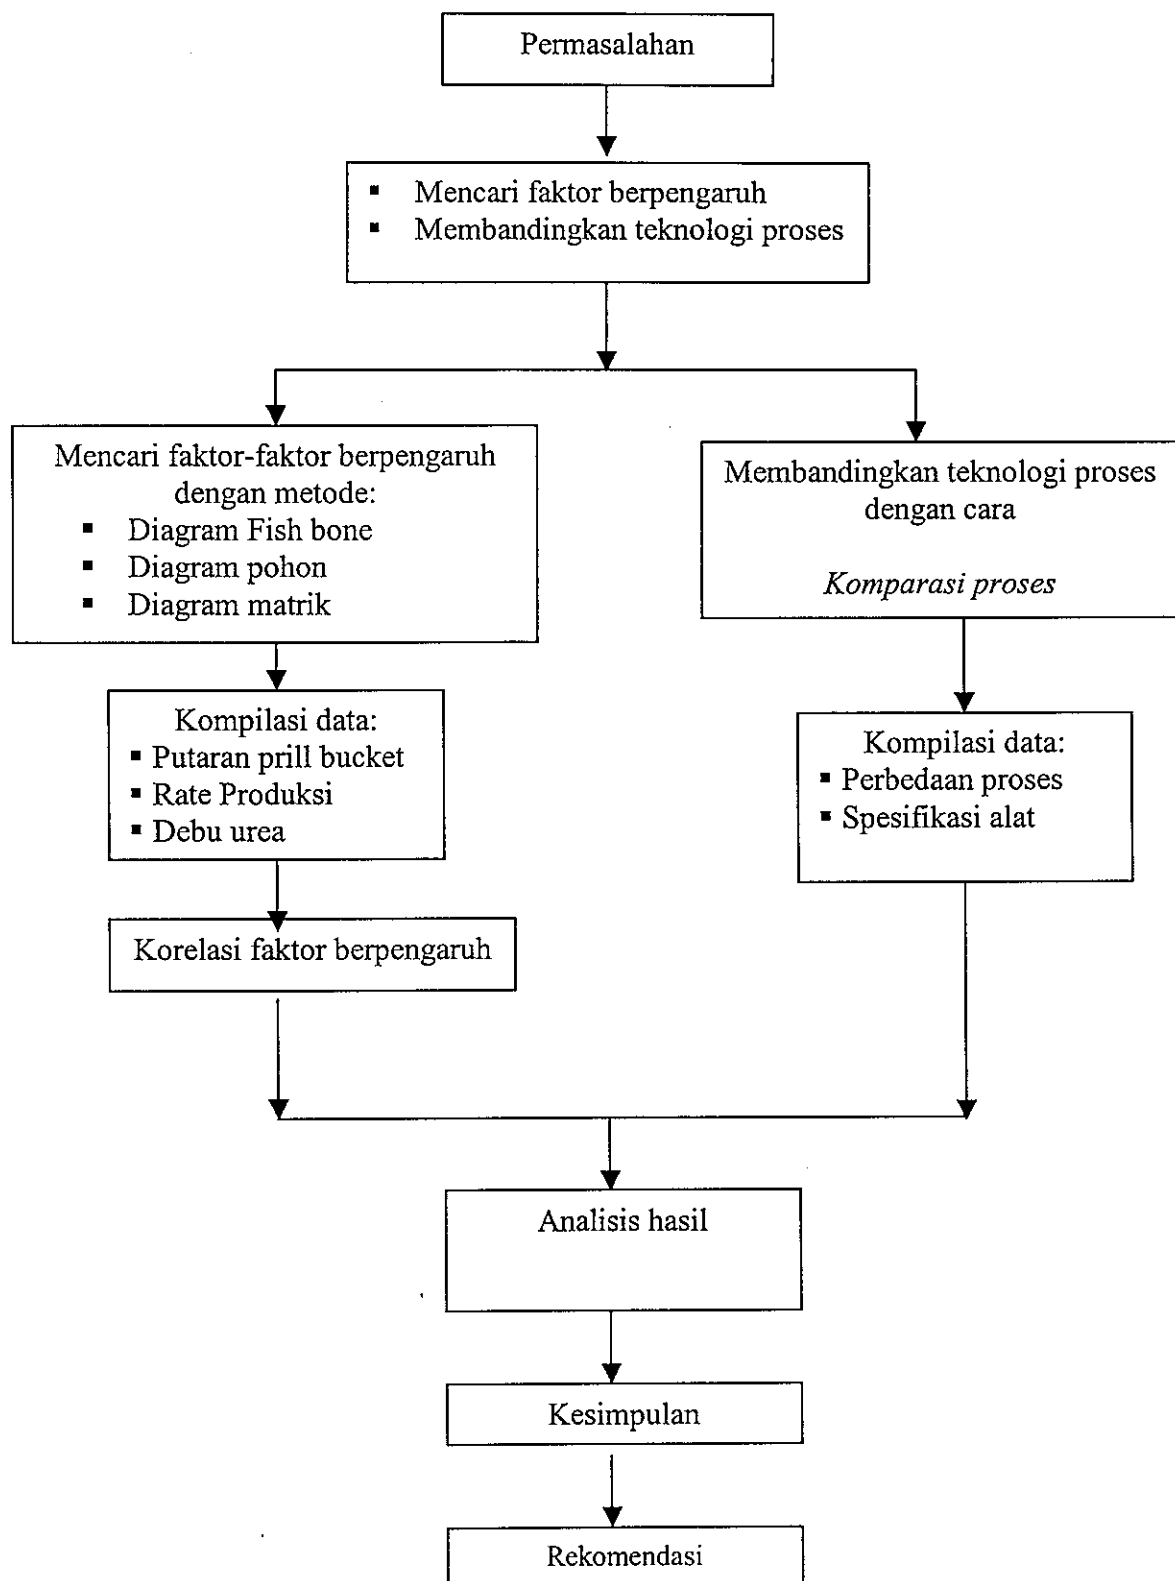 Permasalahan
▪ Mencari faktor berpengaruh
▪ Membandingkan teknologi proses
Mencari faktor-faktor berpengaruh
dengan metode:
▪ Diagram Fish bone
▪ Diagram pohon
▪ Diagram matrik
Membandingkan teknologi proses
dengan cara
Komparasi proses
Kompilasi data:
▪ Putaran prill bucket
▪ Rate Produksi
▪ Debu urea
Kompilasi data:
▪ Perbedaan proses
▪ Spesifikasi alat
Korelasi faktor berpengaruh
Analisis hasil
Kesimpulan
Rekomendasi